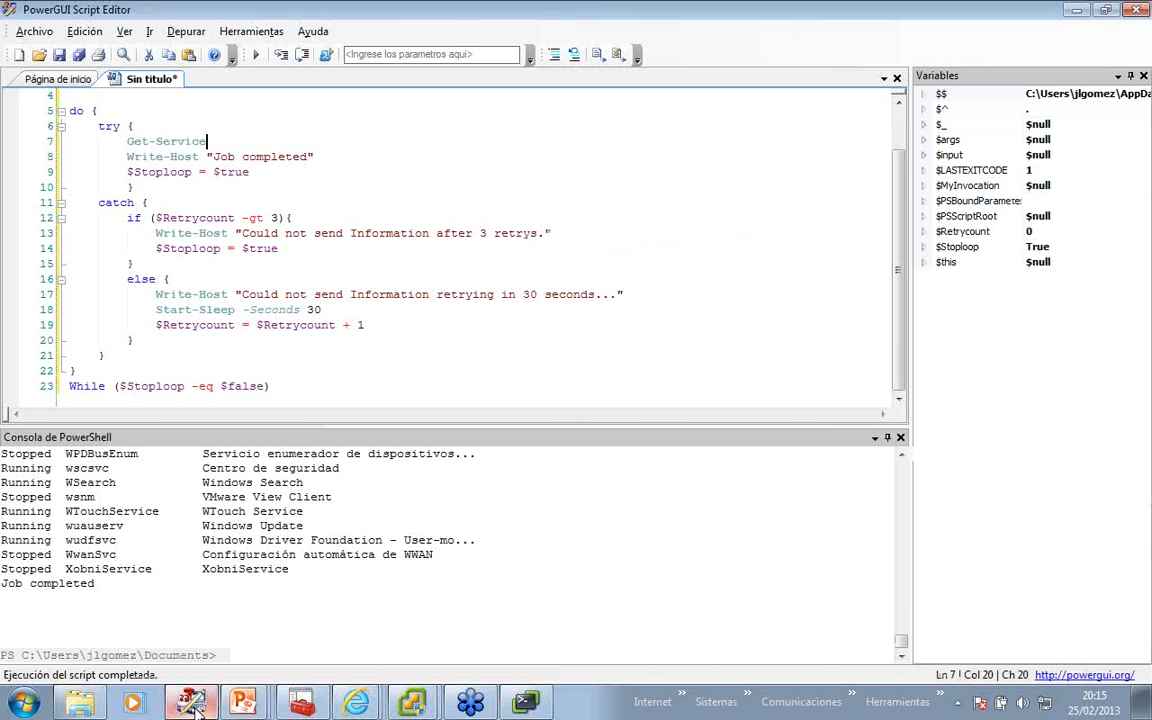 PowerGUI Script Editor
Archivo Edición Ver Ir Depurar Herramientas Ayuda
<Ingrese los parametros aqui>
Página de inicio Sin titulo*
4
5 do {
6 try {
7 Get-Service
8 Write-Host "Job completed"
9 $Stoploop = $true
10 }
11 catch {
12 if ($Retrycount -gt 3){
13 Write-Host "Could not send Information after 3 retrys."
14 $Stoploop = $true
15 }
16 else {
17 Write-Host "Could not send Information retrying in 30 seconds..."
18 Start-Sleep -Seconds 30
19 $Retrycount = $Retrycount + 1
20 }
21 }
22 }
23 While ($Stoploop -eq $false)
Variables
$$ C:\Users\jlgomez\AppDa
$^ .
$_ $null
$args $null
$input $null
$LASTEXITCODE 1
$MyInvocation $null
$PSBoundParameter
$PSScriptRoot $null
$Retrycount 0
$Stoploop True
$this $null
Consola de PowerShell
Stopped WPDBusEnum Servicio enumerador de dispositivos...
Running wscsvc Centro de seguridad
Running WSearch Windows Search
Stopped wsnm VMware View Client
Running WTouchService WTouch Service
Running wuauserv Windows Update
Running wudfsvc Windows Driver Foundation - User-mo...
Stopped WwanSvc Configuración automática de WWAN
Stopped XobniService XobniService
Job completed
PS C:\Users\jlgomez\Documents>
Ejecución del script completada. Ln 7 Col 20 Ch 20 http://powergui.org/
Internet » Sistemas » Comunicaciones » Herramientas »
20:15
25/02/2013